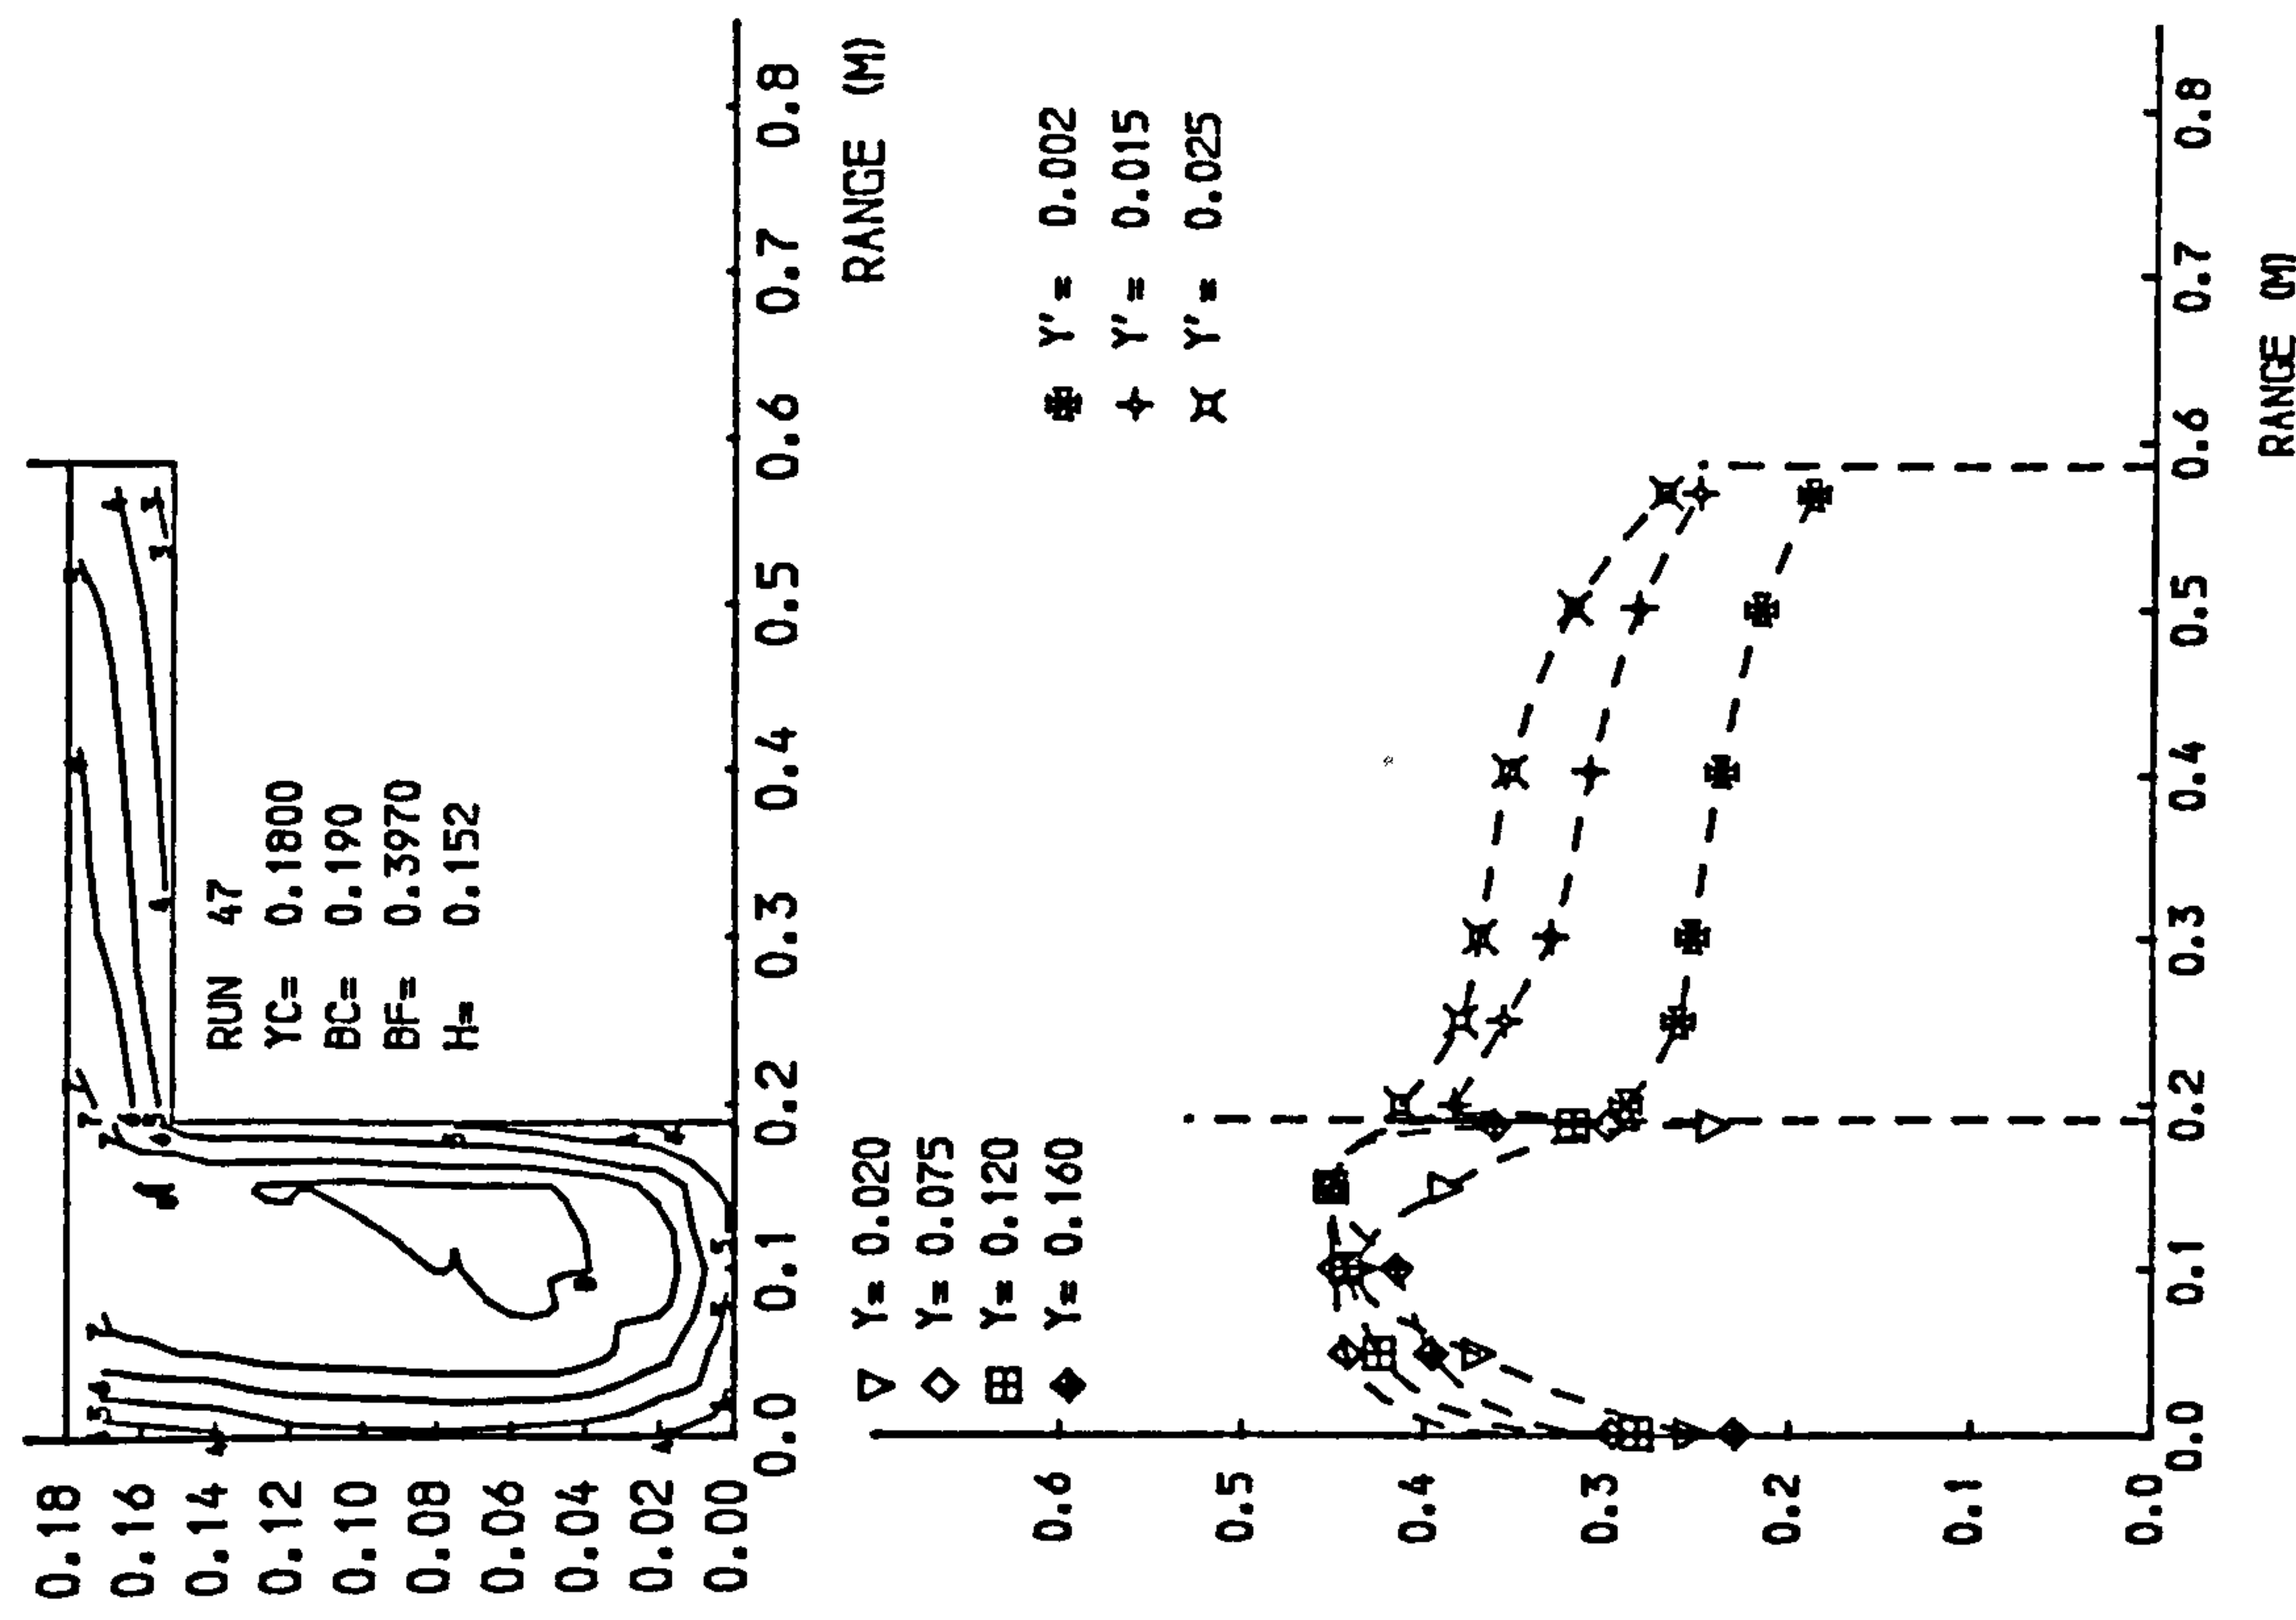 0.18
0.16
0.14
0.12
0.10
0.08
0.06
0.04
0.02
0.00
RUN 47
YC= 0.1800
BC= 0.190
BF= 0.3970
H= 0.152
0.0 0.1 0.2 0.3 0.4 0.5 0.6 0.7 0.8
RANGE (M)
Y= 0.020
Y= 0.075
Y= 0.120
Y= 0.160
Y'= 0.002
Y'= 0.015
Y'= 0.025
0.6
0.5
0.4
0.3
0.2
0.1
0.0
0.0 0.1 0.2 0.3 0.4 0.5 0.6 0.7 0.8
RANGE (M)